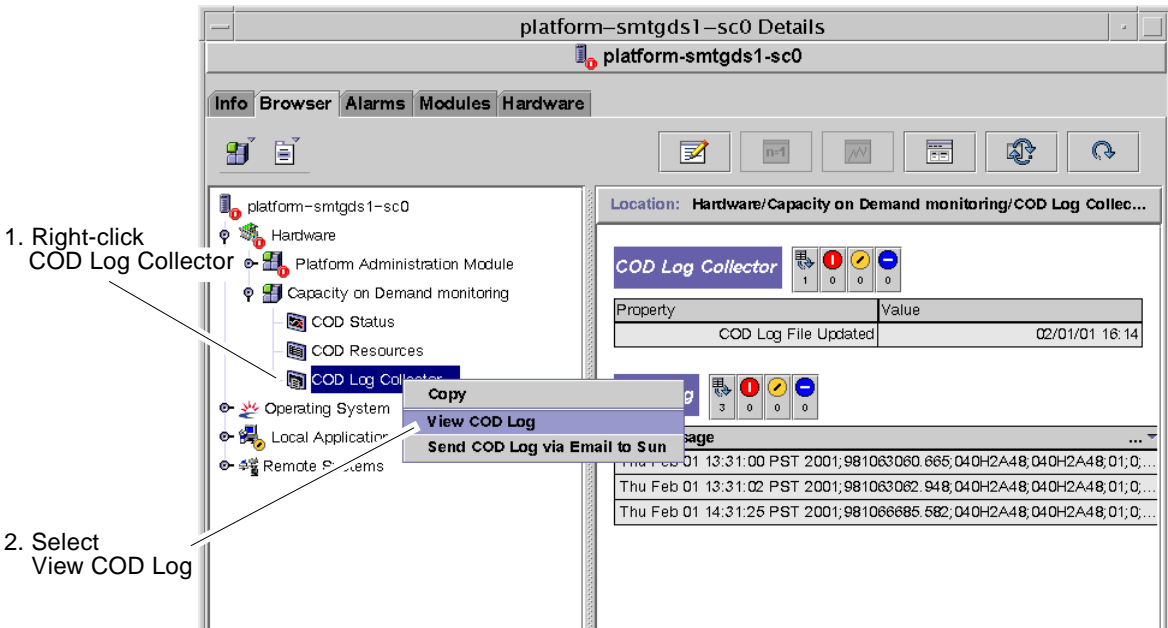 platform–smtgds1–sc0 Details
platform-smtgds1-sc0
Info Browser Alarms Modules Hardware
n=1
platform-smtgds1-sc0
Hardware
Platform Administration Module
Capacity on Demand monitoring
COD Status
COD Resources
COD Log Collector
Operating System
Local Application
Remote S stems
Copy
View COD Log
Send COD Log via Email to Sun
Location: Hardware/Capacity on Demand monitoring/COD Log Collec...
COD Log Collector
1 0 0 0
Property Value
COD Log File Updated 02/01/01 16:14
g
3 0 0 0
sage ...
Thu Feb 01 13:31:00 PST 2001;981063060.665;040H2A48;040H2A48;01;0;...
Thu Feb 01 13:31:02 PST 2001;981063062.948;040H2A48;040H2A48;01;0;...
Thu Feb 01 14:31:25 PST 2001;981066685.582;040H2A48;040H2A48;01;0;...
1. Right-click
COD Log Collector
2. Select
View COD Log